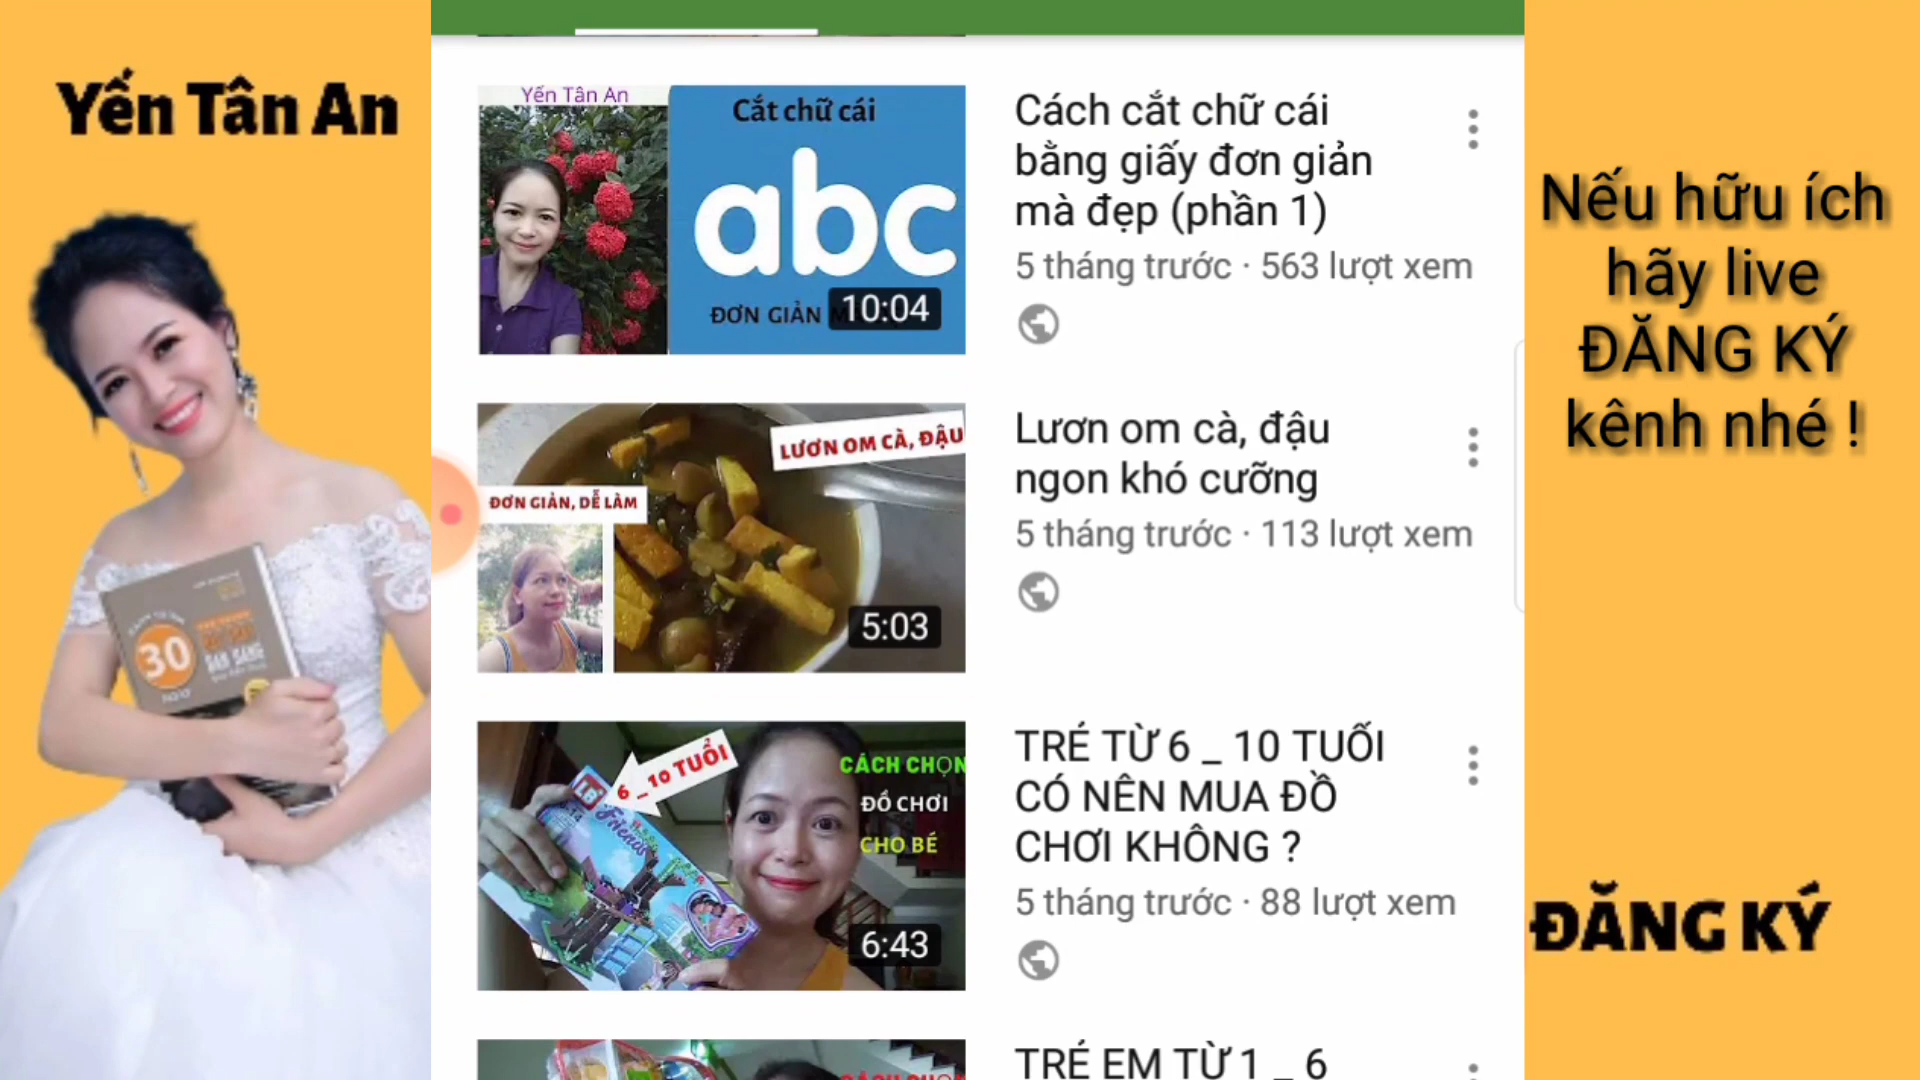 Yến Tân An
30
Yến Tân An
Cắt chữ cái
abc
ĐƠN GIẢN
10:04
Cách cắt chữ cái
bằng giấy đơn giản
mà đẹp (phần 1)
5 tháng trước · 563 lượt xem
LƯƠN OM CÀ, ĐẬU
ĐƠN GIẢN, DỄ LÀM
5:03
Lươn om cà, đậu
ngon khó cưỡng
5 tháng trước · 113 lượt xem
6 _ 10 TUỔI
LB
Friends
CÁCH CHỌN
ĐỒ CHƠI
CHO BÉ
6:43
TRẺ TỪ 6 _ 10 TUỔI
CÓ NÊN MUA ĐỒ
CHƠI KHÔNG ?
5 tháng trước · 88 lượt xem
TRẺ EM TỪ 1 _ 6
Nếu hữu ích
hãy live
ĐĂNG KÝ
kênh nhé !
ĐĂNG KÝ